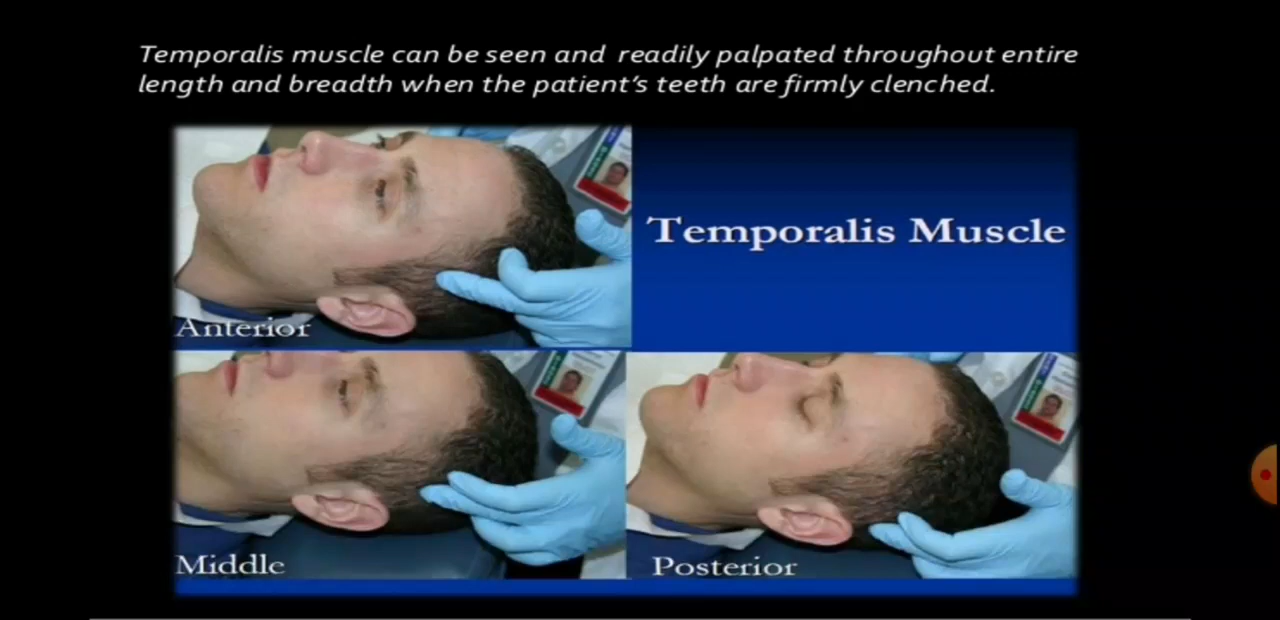 Temporalis muscle can be seen and readily palpated throughout entire
length and breadth when the patient's teeth are firmly clenched.
Temporalis Muscle
Anterior
Middle
Posterior